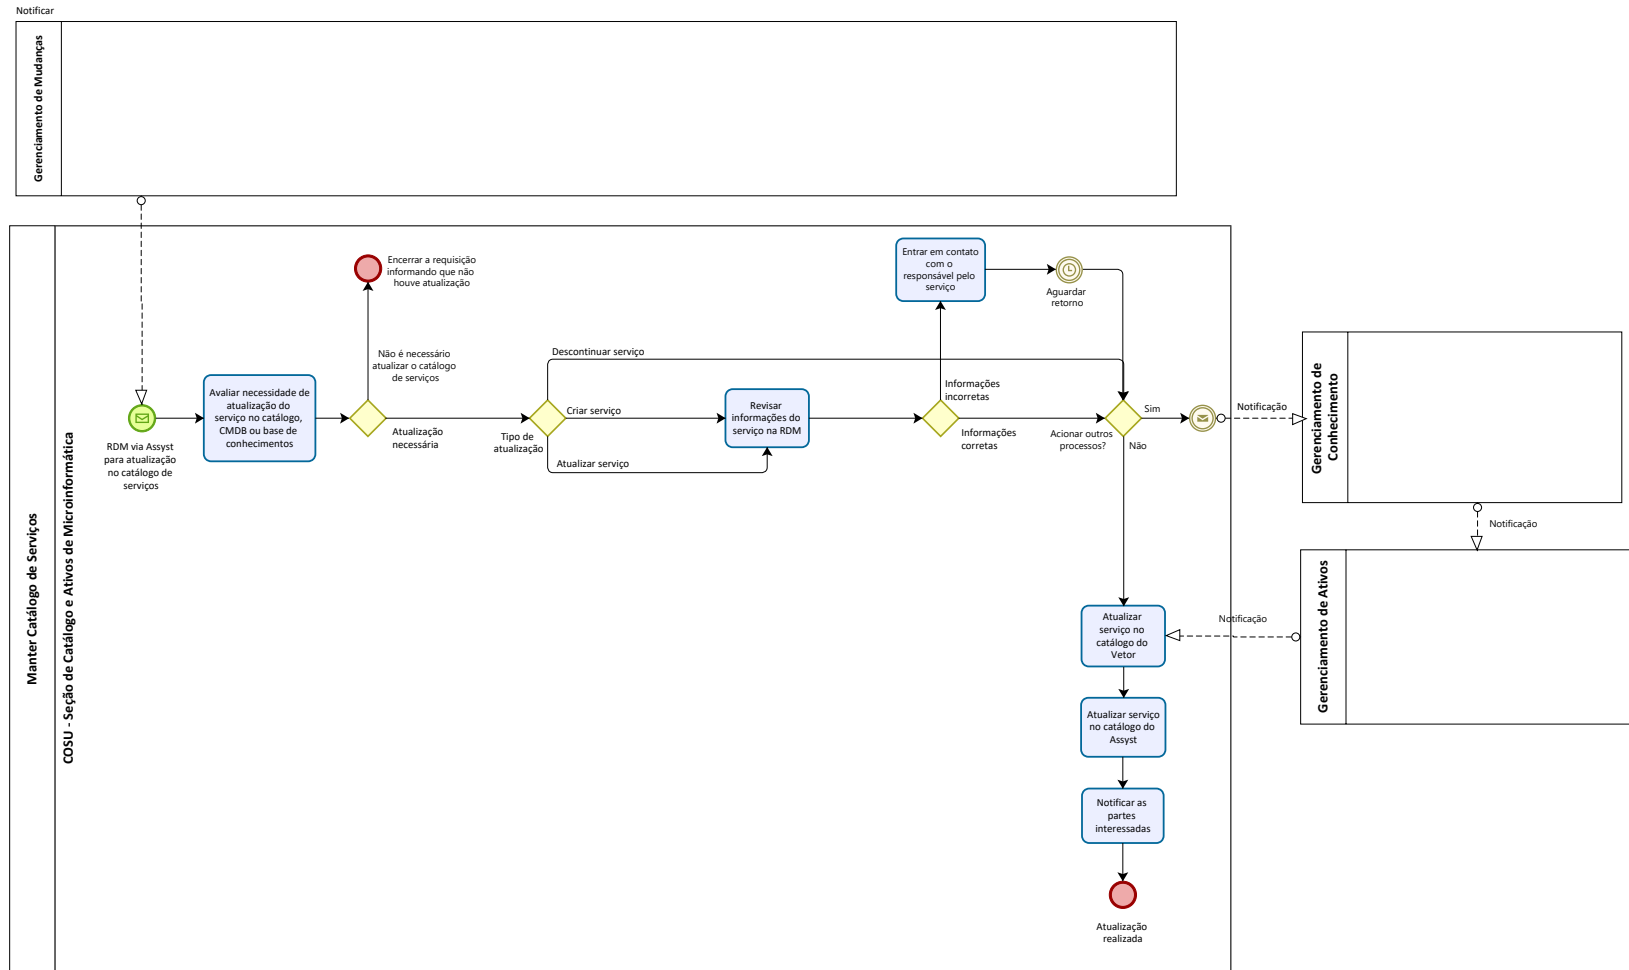 Notificar
Gerenciamento de Mudanças
Manter Catálogo de Serviços
COSU - Seção de Catálogo e Ativos de Microinformática
RDM via Assyst
para atualização
no catálogo de
serviços
Avaliar necessidade de
atualização do
serviço no catálogo,
CMDB ou base de
conhecimentos
Encerrar a requisição
informando que não
houve atualização
Não é necessário
atualizar o catálogo
de serviços
Atualização
necessária
Tipo de
atualização
Descontinuar serviço
Criar serviço
Atualizar serviço
Revisar
informações do
serviço na RDM
Entrar em contato
com o
responsável pelo
serviço
Aguardar
retorno
Informações
incorretas
Informações
corretas
Acionar outros
processos?
Sim
Não
Notificação
Gerenciamento de
Conhecimento
Notificação
Gerenciamento de Ativos
Notificação
Atualizar
serviço no
catálogo do
Vetor
Atualizar serviço
no catálogo do
Assyst
Notificar as
partes
interessadas
Atualização
realizada